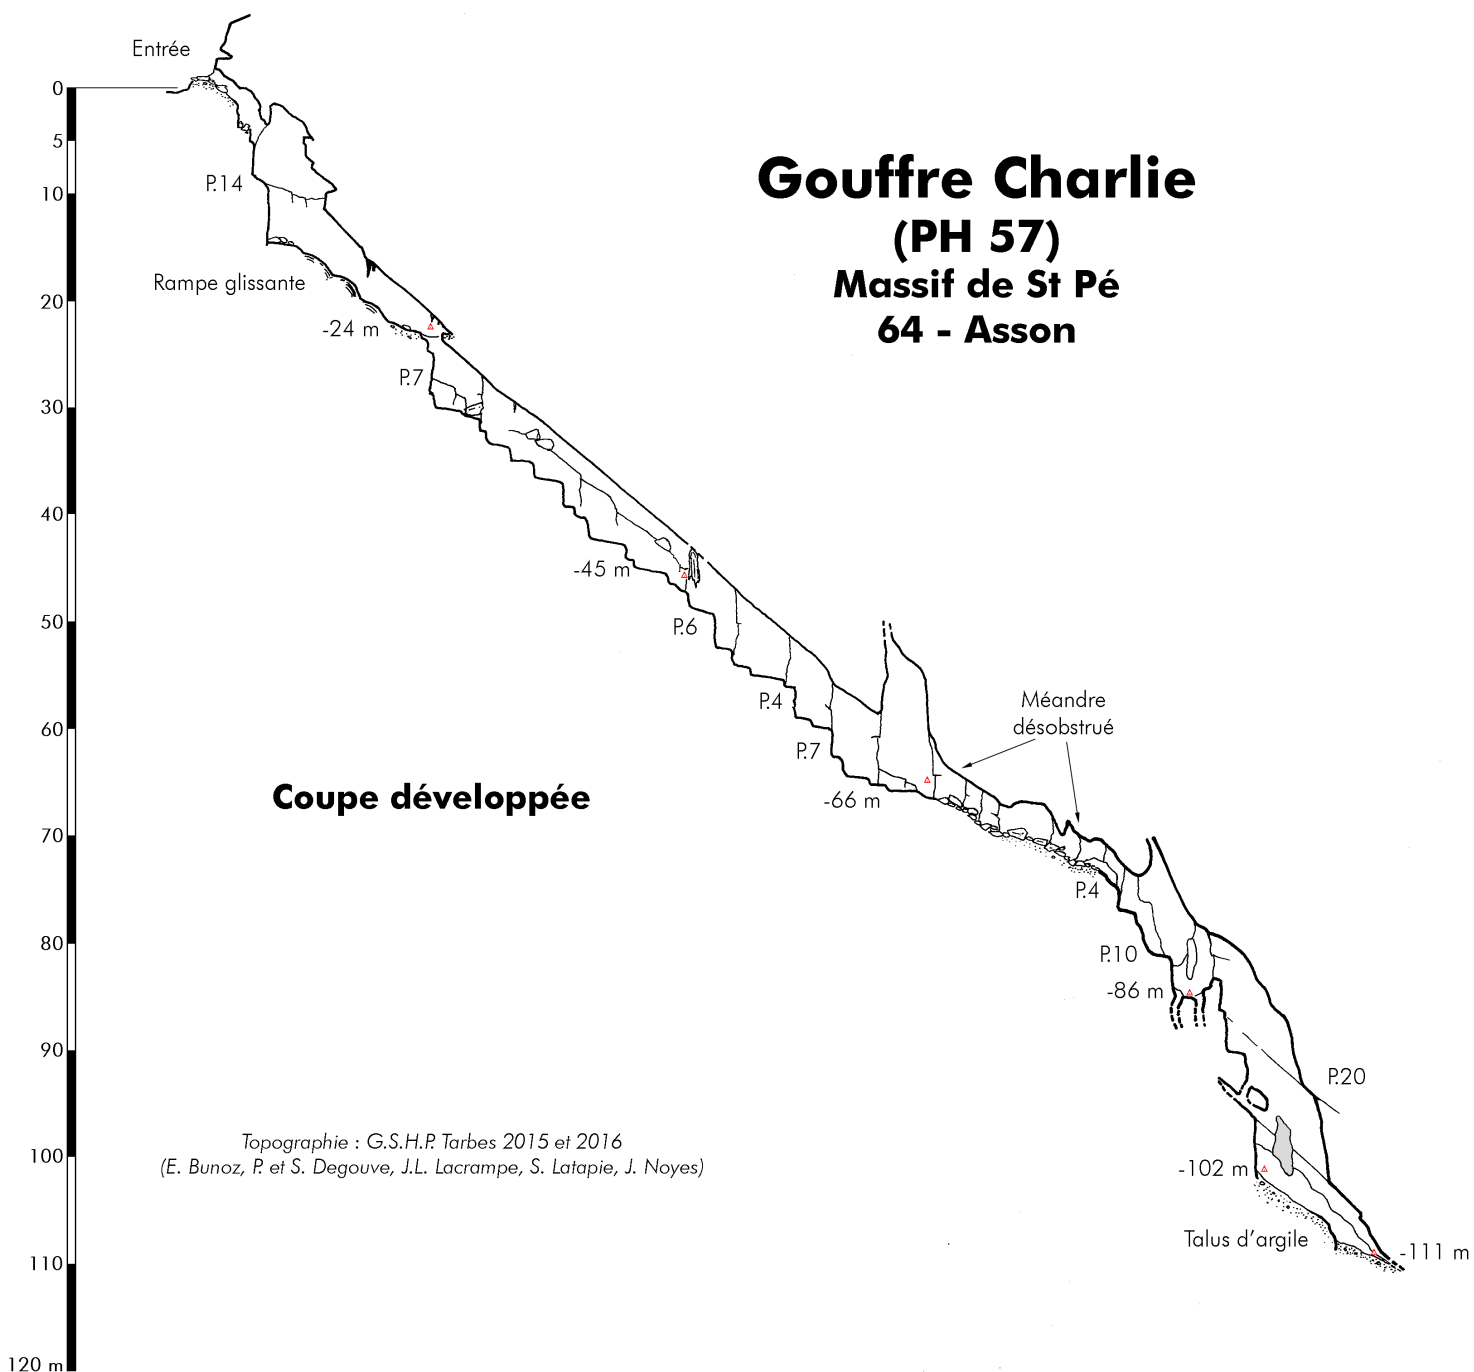 Entrée
0
5
10
20
30
40
50
60
70
80
90
100
110
120 m
Gouffre Charlie
(PH 57)
Massif de St Pé
64 - Asson
P.14
Rampe glissante
-24 m
P.7
-45 m
P.6
P.4
P.7
-66 m
Méandre
désobstrué
Coupe développée
P.4
P.10
-86 m
P.20
-102 m
Talus d'argile
-111 m
Topographie : G.S.H.P. Tarbes 2015 et 2016
(E. Bunoz, P. et S. Degouve, J.L. Lacrampe, S. Latapie, J. Noyes)